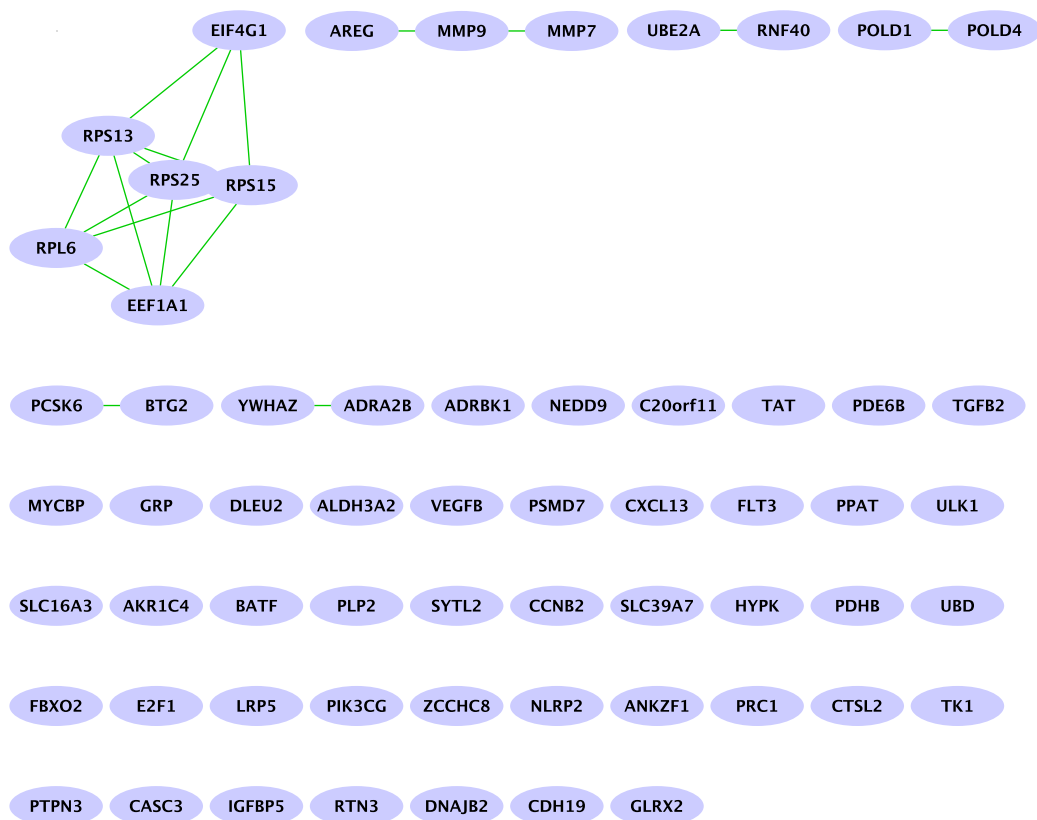 EIF4G1 AREG MMP9 MMP7 UBE2A RNF40 POLD1 POLD4
RPS13
RPS25 RPS15
RPL6
EEF1A1
PCSK6 BTG2 YWHAZ ADRA2B ADRBK1 NEDD9 C20orf11 TAT PDE6B TGFB2
MYCBP GRP DLEU2 ALDH3A2 VEGFB PSMD7 CXCL13 FLT3 PPAT ULK1
SLC16A3 AKR1C4 BATF PLP2 SYTL2 CCNB2 SLC39A7 HYPK PDHB UBD
FBXO2 E2F1 LRP5 PIK3CG ZCCHC8 NLRP2 ANKZF1 PRC1 CTSL2 TK1
PTPN3 CASC3 IGFBP5 RTN3 DNAJB2 CDH19 GLRX2